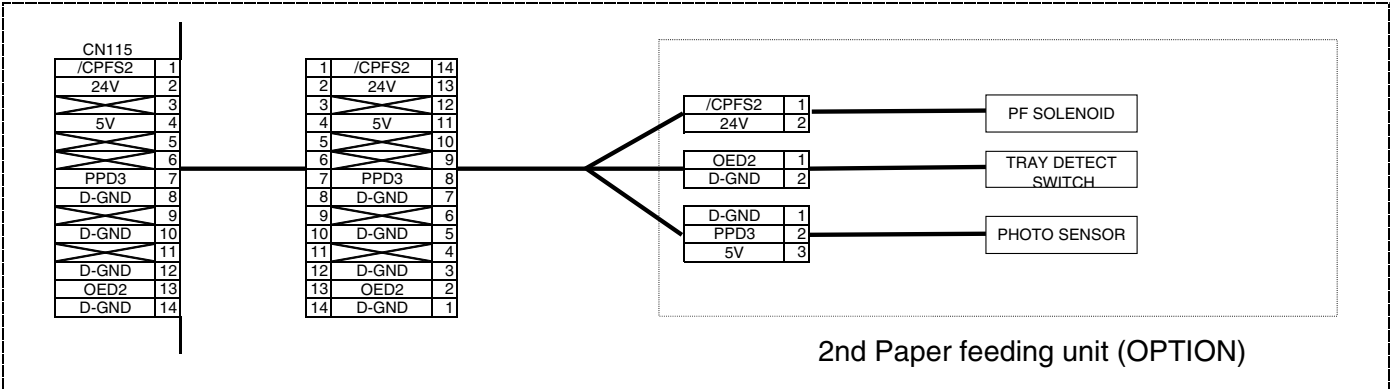 CN115
/CPFS2 1
24V 2
3
5V 4
5
6
PPD3 7
D-GND 8
9
D-GND 10
11
D-GND 12
OED2 13
D-GND 14
1 /CPFS2 14
2 24V 13
3 12
4 5V 11
5 10
6 9
7 PPD3 8
8 D-GND 7
9 6
10 D-GND 5
11 4
12 D-GND 3
13 OED2 2
14 D-GND 1
/CPFS2 1
24V 2
PF SOLENOID
OED2 1
D-GND 2
TRAY DETECT
SWITCH
D-GND 1
PPD3 2
5V 3
PHOTO SENSOR
2nd Paper feeding unit (OPTION)